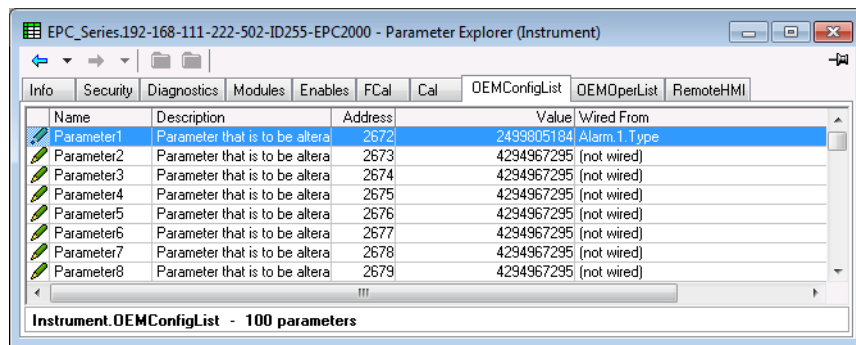 EPC_Series.192-168-111-222-502-ID255-EPC2000 - Parameter Explorer (Instrument)
Info Security Diagnostics Modules Enables FCal Cal OEMConfigList OEMOperList RemoteHMI
Name Description Address Value Wired From
Parameter1 Parameter that is to be altera 2672 2499805184 Alarm.1.Type
Parameter2 Parameter that is to be altera 2673 4294967295 (not wired)
Parameter3 Parameter that is to be altera 2674 4294967295 (not wired)
Parameter4 Parameter that is to be altera 2675 4294967295 (not wired)
Parameter5 Parameter that is to be altera 2676 4294967295 (not wired)
Parameter6 Parameter that is to be altera 2677 4294967295 (not wired)
Parameter7 Parameter that is to be altera 2678 4294967295 (not wired)
Parameter8 Parameter that is to be altera 2679 4294967295 (not wired)
Instrument.OEMConfigList - 100 parameters